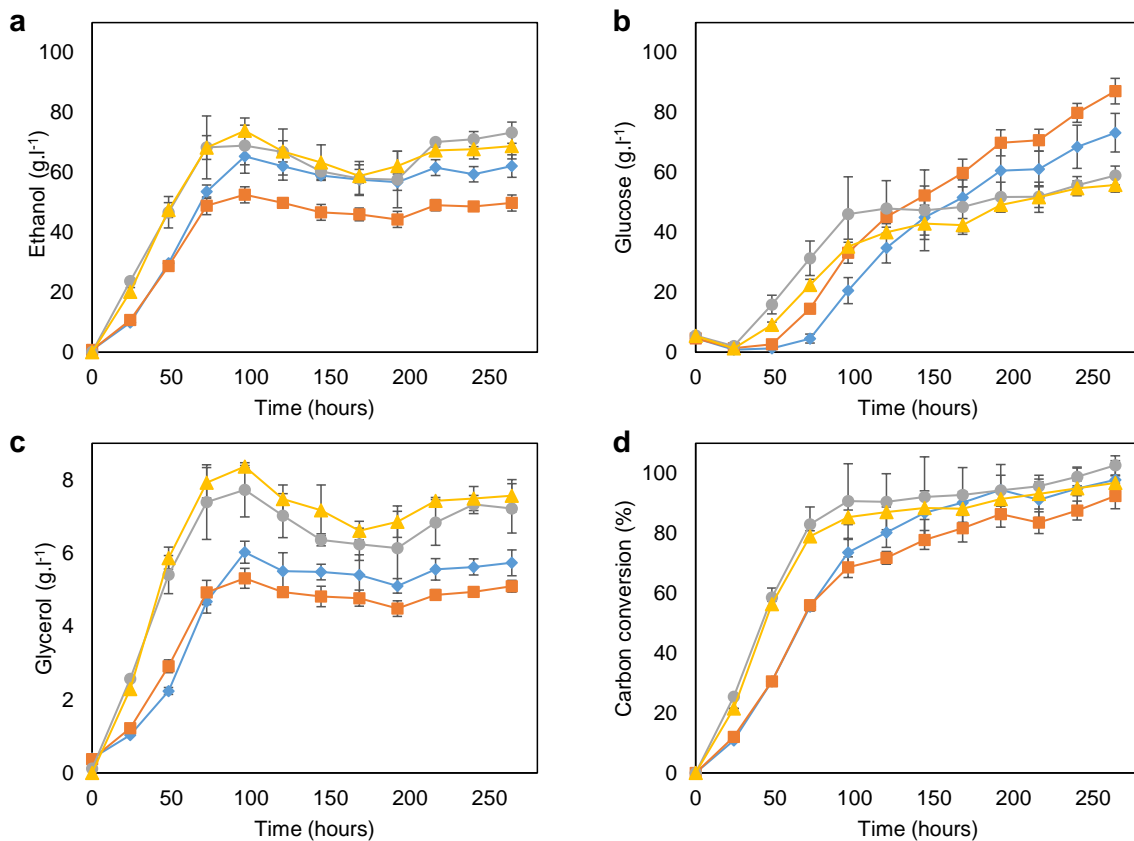 a
100
80
60
40
20
0
Ethanol (g.l⁻¹)
0 50 100 150 200 250
Time (hours)
b
100
80
60
40
20
0
Glucose (g.l⁻¹)
0 50 100 150 200 250
Time (hours)
c
8
6
4
2
0
Glycerol (g.l⁻¹)
0 50 100 150 200 250
Time (hours)
d
100
80
60
40
20
0
Carbon conversion (%)
0 50 100 150 200 250
Time (hours)